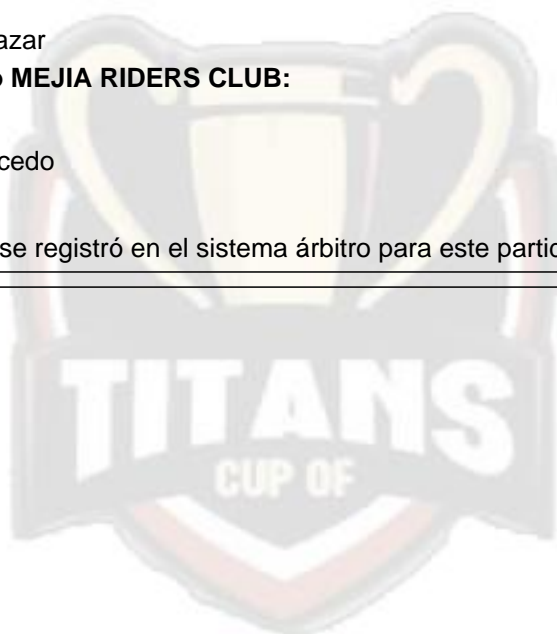 azar
o MEJIA RIDERS CLUB:
cedo
se registró en el sistema árbitro para este partic
TITANS
CUP OF